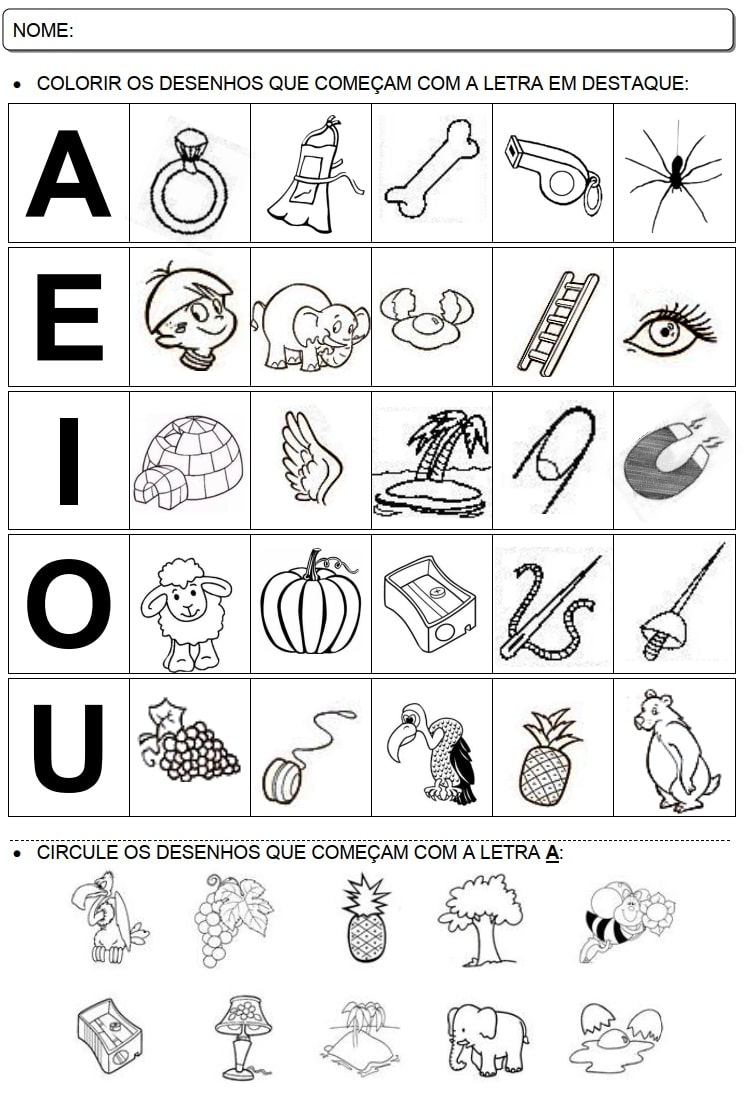 NOME:
• COLORIR OS DESENHOS QUE COMEÇAM COM A LETRA EM DESTAQUE:
A
E
I
O
U
• CIRCULE OS DESENHOS QUE COMEÇAM COM A LETRA A: